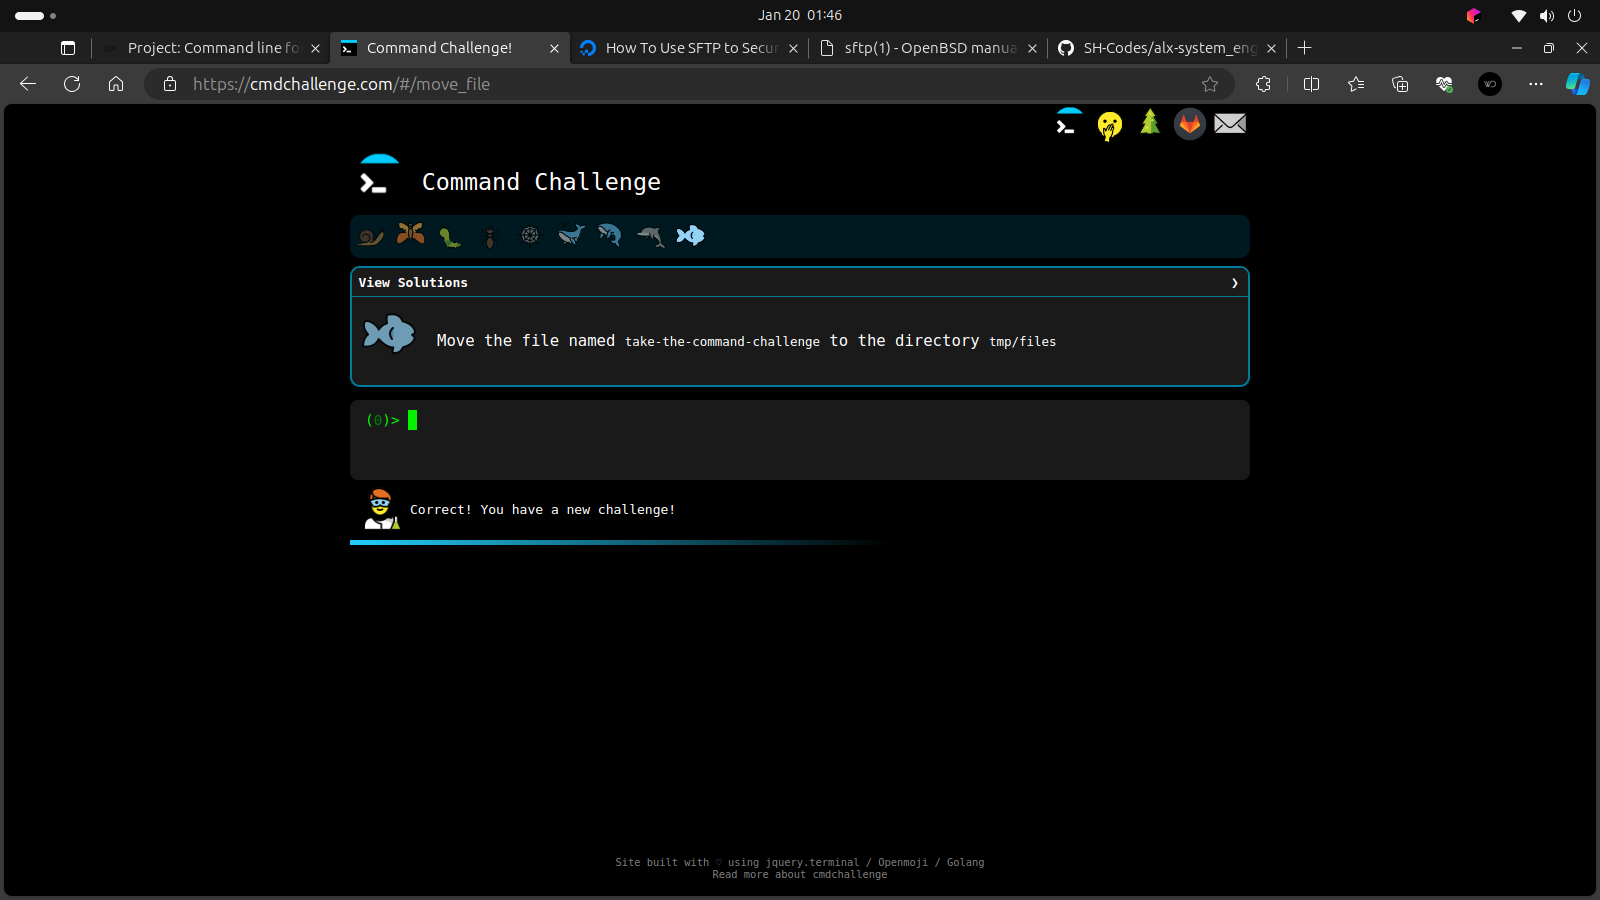 Jan 20 01:46
Project: Command line fo
Command Challenge!
How To Use SFTP to Secur
sftp(1) - OpenBSD manua
SH-Codes/alx-system_eng
https://cmdchallenge.com/#/move_file
Command Challenge
View Solutions
Move the file named take-the-command-challenge to the directory tmp/files
(0)>
Correct! You have a new challenge!
Site built with ♡ using jquery.terminal / Openmoji / Golang
Read more about cmdchallenge